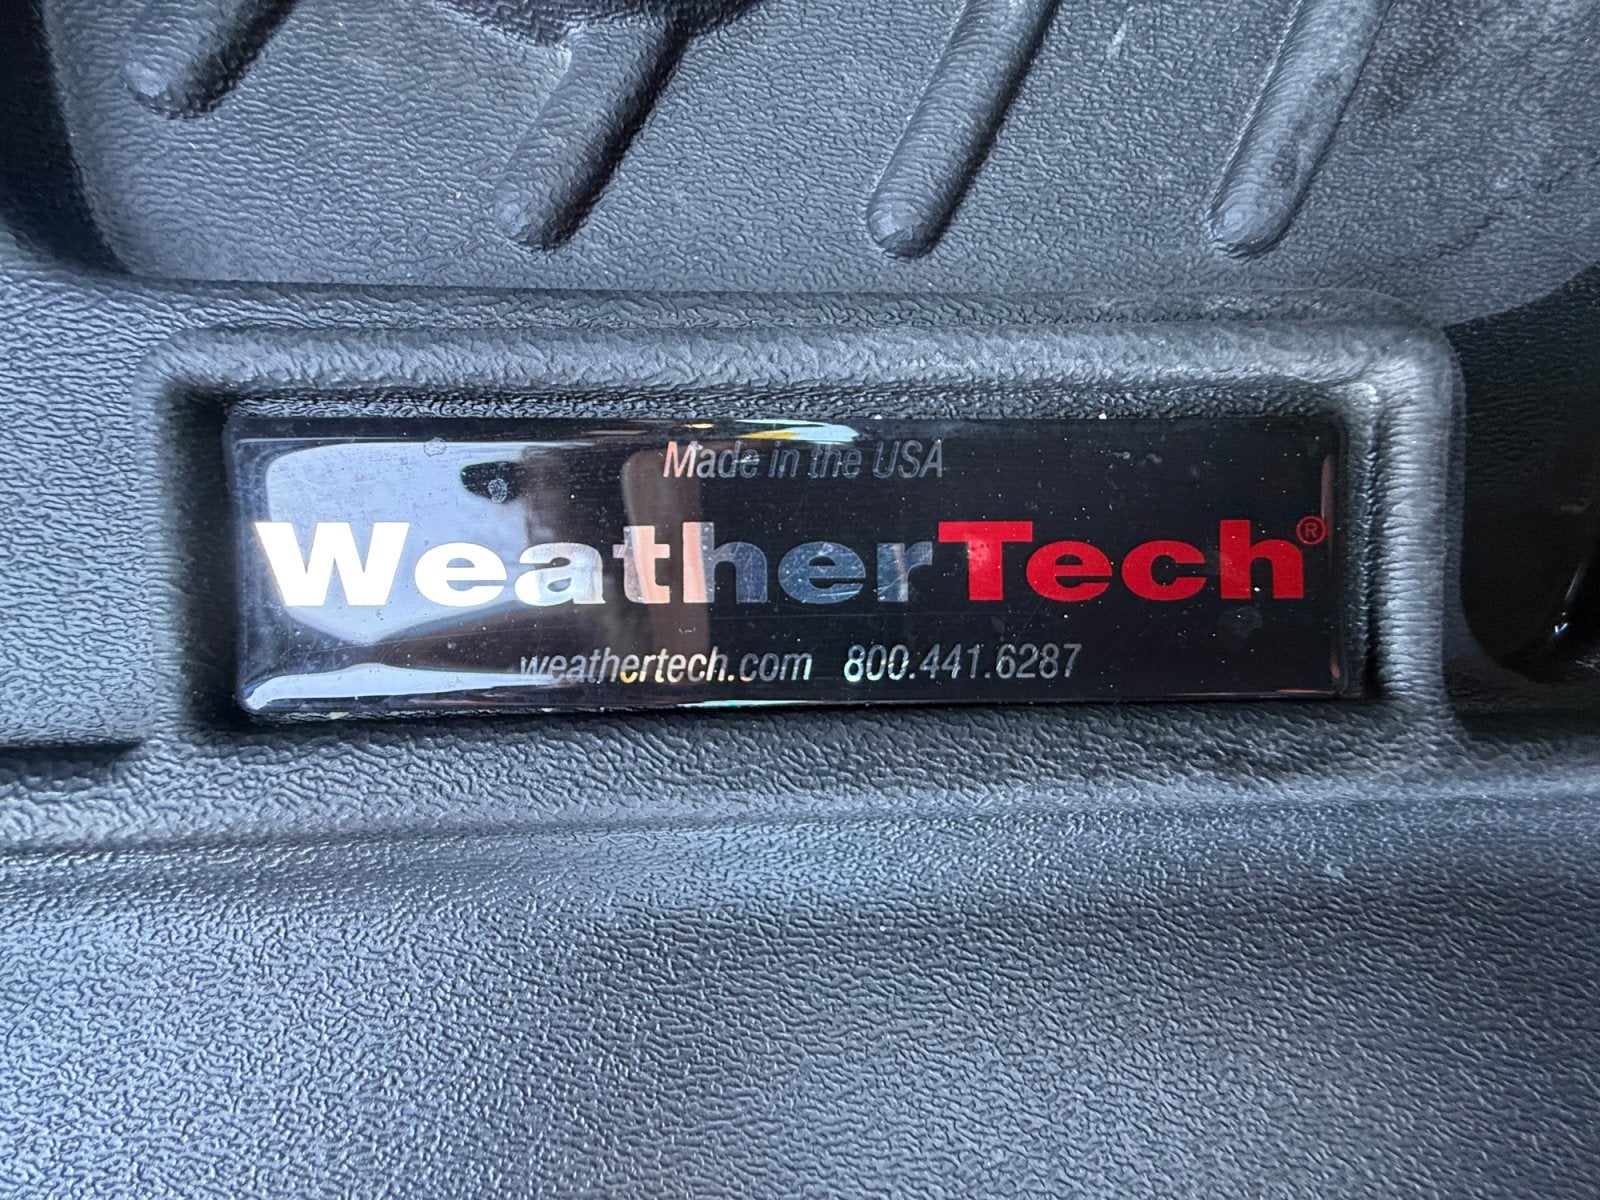 Made in the USA
WeatherTech®
weathertech.com 800.441.6287